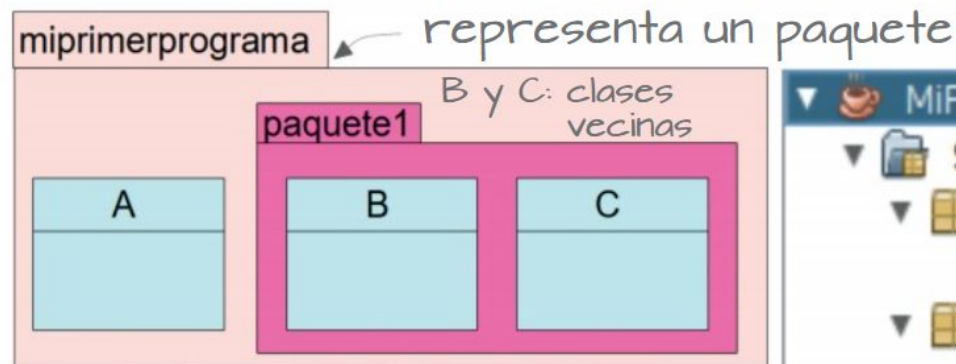 miprimerprograma
representa un paquete
B y C: clases
vecinas
paquete1
A
B
C